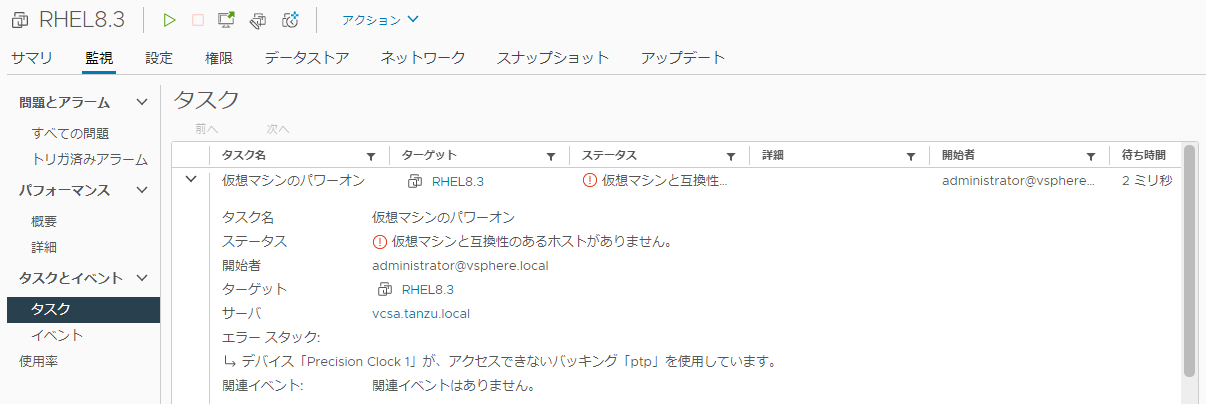 RHEL8.3 アクション
サマリ 監視 設定 権限 データストア ネットワーク スナップショット アップデート
問題とアラーム
すべての問題
トリガ済みアラーム
パフォーマンス
概要
詳細
タスクとイベント
タスク
イベント
使用率
タスク
前へ 次へ
タスク名 ターゲット ステータス 詳細 開始者 待ち時間
仮想マシンのパワーオン RHEL8.3 仮想マシンと互換性... administrator@vsphere... 2 ミリ秒
タスク名 仮想マシンのパワーオン
ステータス 仮想マシンと互換性のあるホストがありません。
開始者 administrator@vsphere.local
ターゲット RHEL8.3
サーバ vcsa.tanzu.local
エラー スタック:
デバイス「Precision Clock 1」が、アクセスできないバッキング「ptp」を使用しています。
関連イベント: 関連イベントはありません。